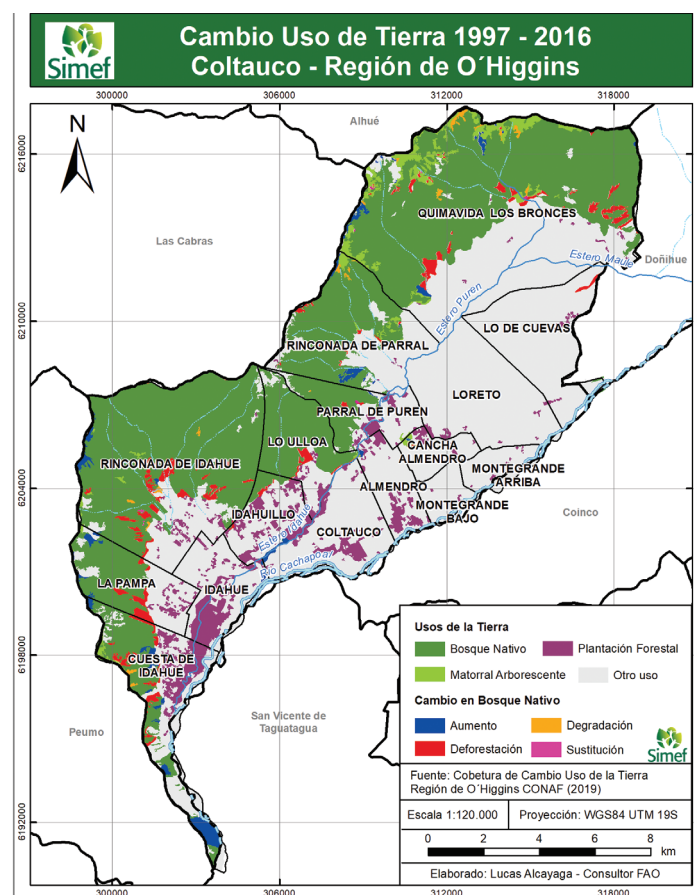 Simef
Cambio Uso de Tierra 1997 - 2016
Coltauco - Región de O´Higgins
300000
306000
312000
318000
N
Alhué
6216000
QUIMAVIDA LOS BRONCES
Las Cabras
Estero Maule
Doñihue
Estero Puren
6210000
LO DE CUEVAS
RINCONADA DE PARRAL
LORETO
PARRAL DE PUREN
LO ULLOA
CANCHA
ALMENDRO
RINCONADA DE IDAHUE
MONTEGRANDE
ARRIBA
6204000
ALMENDRO
IDAHUILLO
MONTEGRANDE
BAJO
Coinco
Estero Idahue
COLTAUCO
Río Cachapoal
LA PAMPA
IDAHUE
6198000
CUESTA DE
IDAHUE
Peumo
San Vicente de
Taguatagua
6192000
Usos de la Tierra
Bosque Nativo
Plantación Forestal
Matorral Arborescente
Otro uso
Cambio en Bosque Nativo
Aumento
Degradación
Deforestación
Sustitución
Simef
Fuente: Cobetura de Cambio Uso de la Tierra
Región de O´Higgins CONAF (2019)
Escala 1:120.000
Proyección: WGS84 UTM 19S
0 2 4 6 8
km
Elaborado: Lucas Alcayaga - Consultor FAO
300000
306000
312000
318000